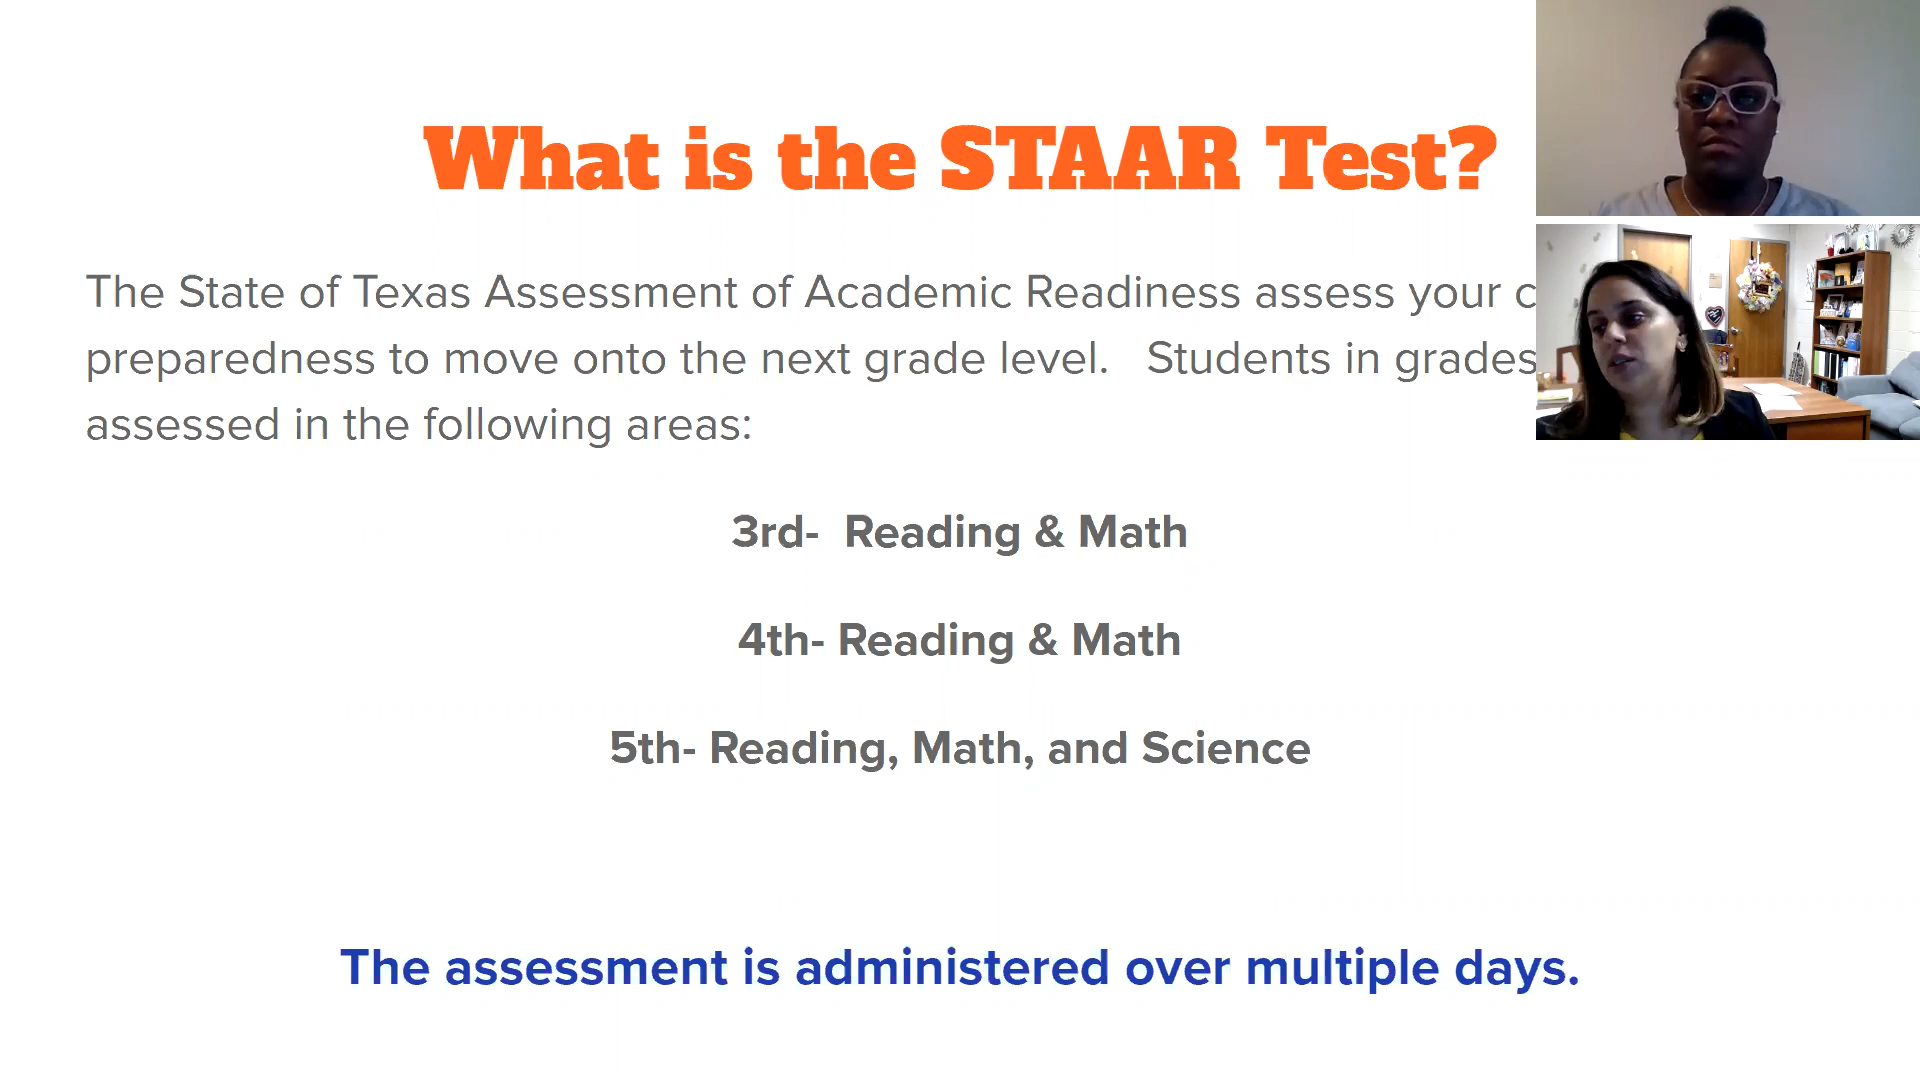 What is the STAAR Test?
The State of Texas Assessment of Academic Readiness assess your
preparedness to move onto the next grade level. Students in grades
assessed in the following areas:
3rd- Reading & Math
4th- Reading & Math
5th- Reading, Math, and Science
The assessment is administered over multiple days.